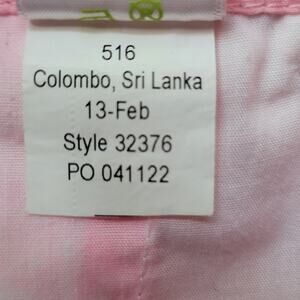 516
Colombo, Sri Lanka
13-Feb
Style 32376
PO 041122